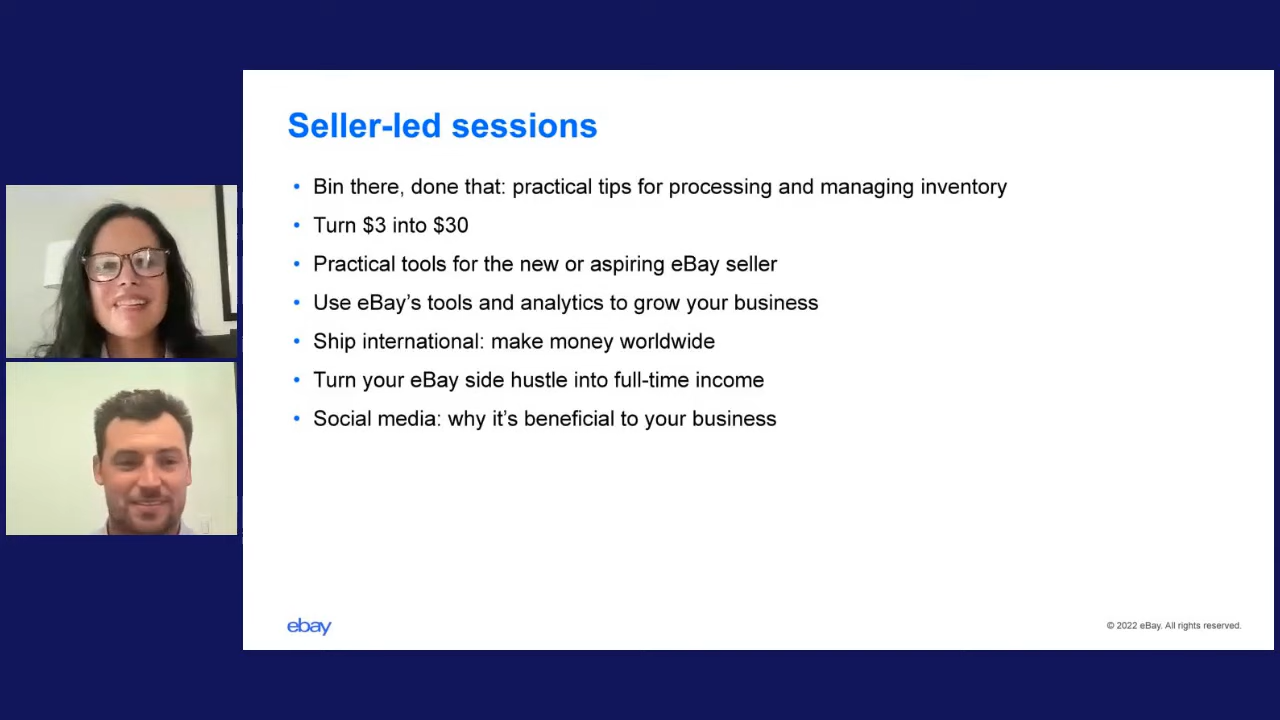 Seller-led sessions
• Bin there, done that: practical tips for processing and managing inventory
• Turn $3 into $30
• Practical tools for the new or aspiring eBay seller
• Use eBay’s tools and analytics to grow your business
• Ship international: make money worldwide
• Turn your eBay side hustle into full-time income
• Social media: why it’s beneficial to your business
ebay
© 2022 eBay. All rights reserved.